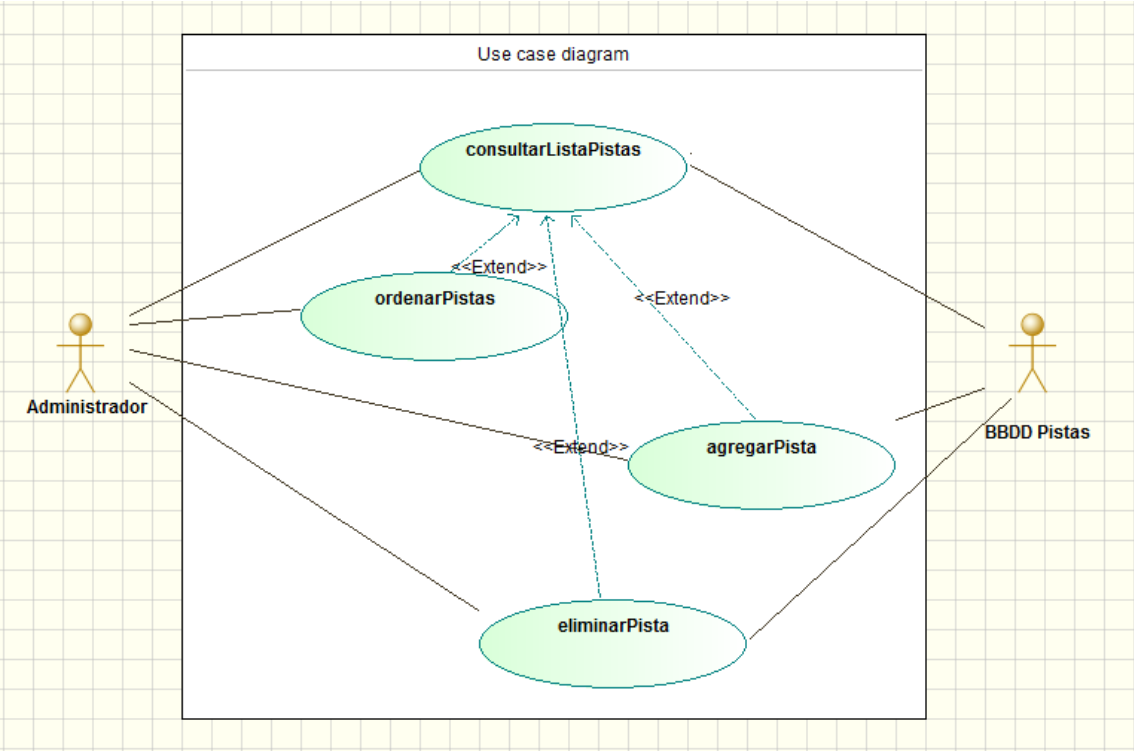 Use case diagram
consultarListaPistas
<<Extend>>
ordenarPistas
<<Extend>>
Administrador
BBDD Pistas
<<Extend>>
agregarPista
eliminarPista